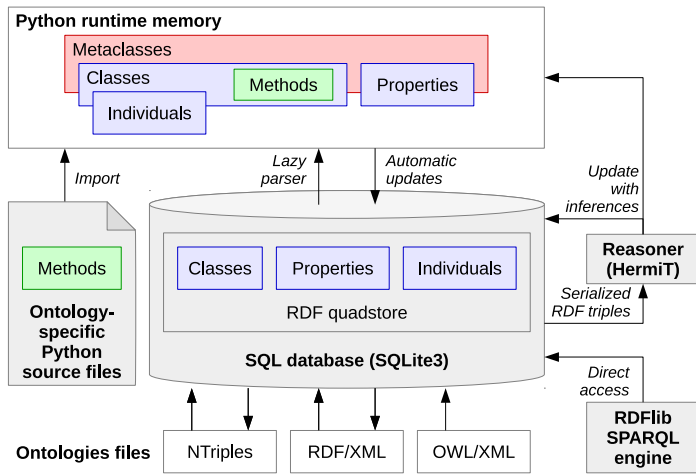 Python runtime memory
Metaclasses
Classes
Methods
Properties
Individuals
Import
Lazy
parser
Automatic
updates
Update
with
inferences
Methods
Ontology-
specific
Python
source files
Classes
Properties
Individuals
RDF quadstore
SQL database (SQLite3)
Reasoner
(HermiT)
Serialized
RDF triples
Direct
access
RDFlib
SPARQL
engine
Ontologies files
NTriples
RDF/XML
OWL/XML